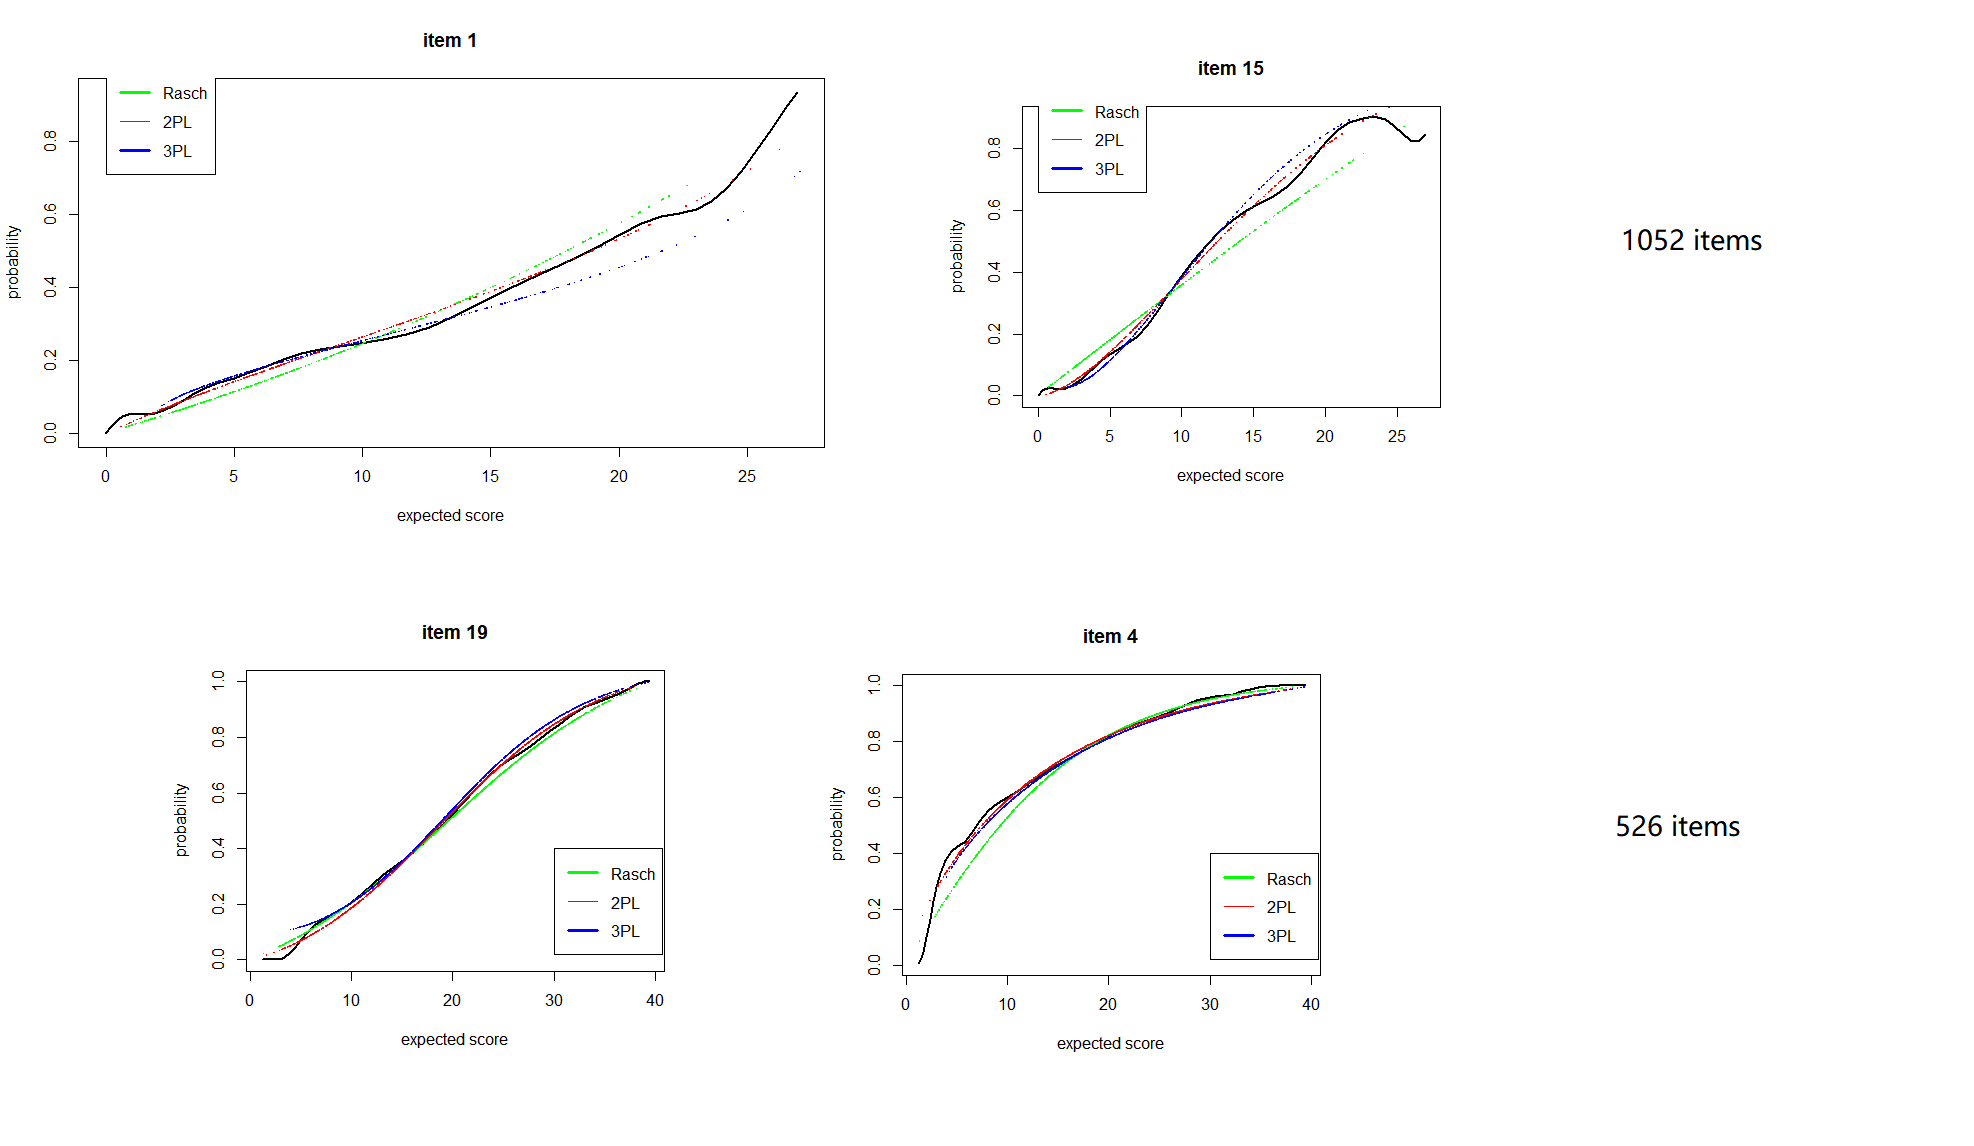 item 1
Rasch
2PL
3PL
probability
0.0 0.2 0.4 0.6 0.8
0 5 10 15 20 25
expected score
item 15
Rasch
2PL
3PL
probability
0.0 0.2 0.4 0.6 0.8
0 5 10 15 20 25
expected score
1052 items
item 19
Rasch
2PL
3PL
probability
0.0 0.2 0.4 0.6 0.8 1.0
0 10 20 30 40
expected score
item 4
Rasch
2PL
3PL
probability
0.0 0.2 0.4 0.6 0.8 1.0
0 10 20 30 40
expected score
526 items